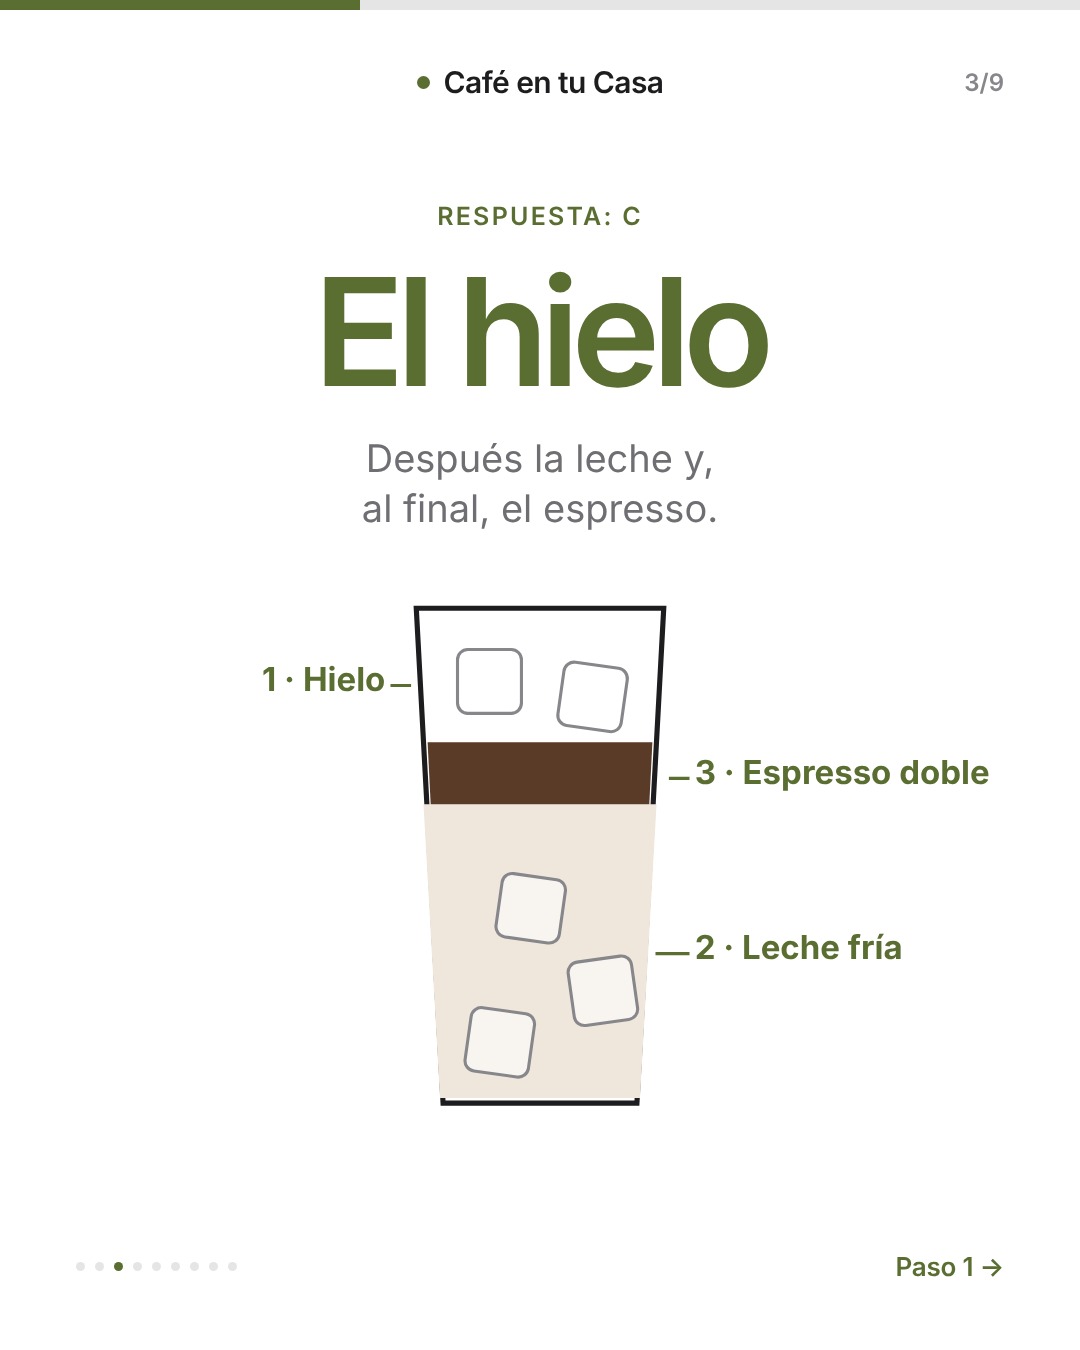 Café en tu Casa
3/9
RESPUESTA: C
El hielo
Después la leche y,
al final, el espresso.
1 · Hielo
3 · Espresso doble
2 · Leche fría
Paso 1 →